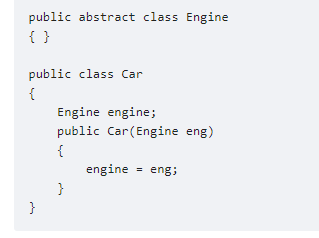 public abstract class Engine
{ }

public class Car
{
    Engine engine;
    public Car(Engine eng)
    {
        engine = eng;
    }
}